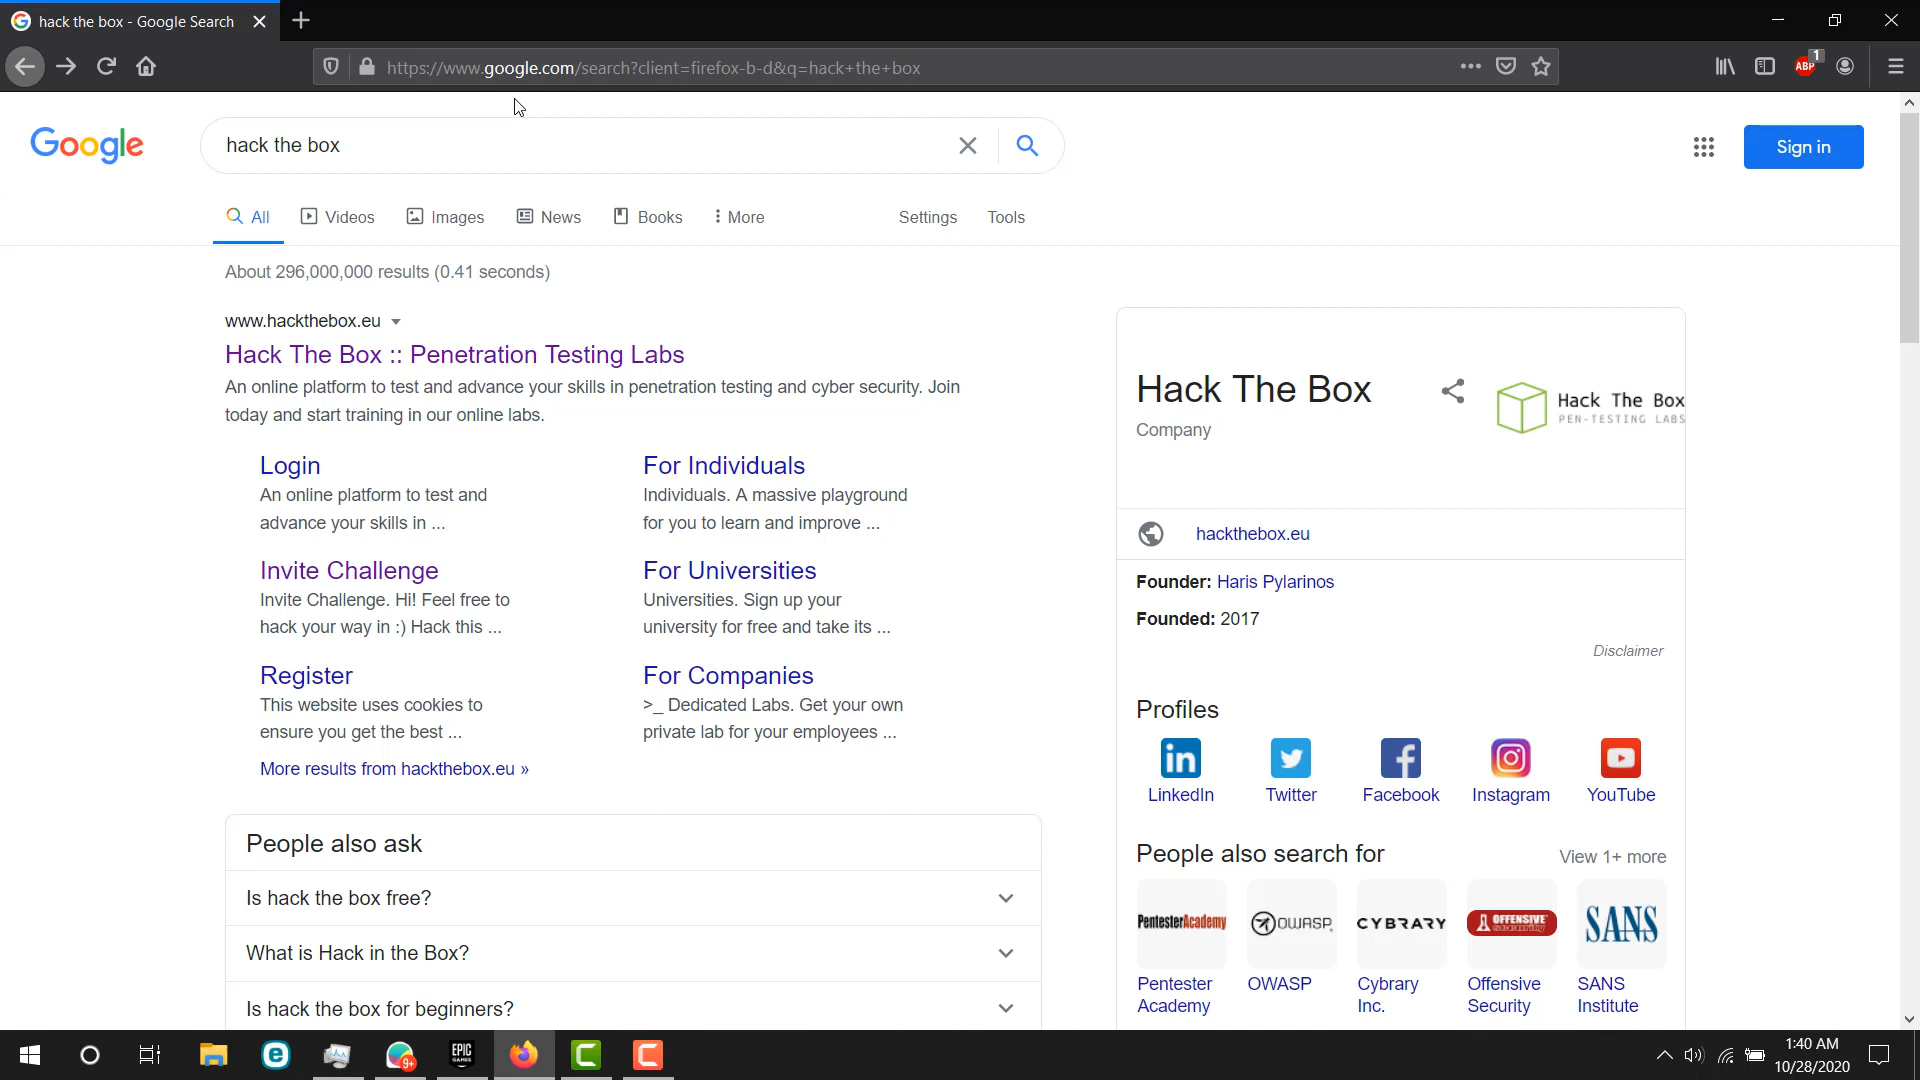 hack the box - Google Search
https://www.google.com/search?client=firefox-b-d&q=hack+the+box
ABP
1
Google
hack the box
Sign in
All
Videos
Images
News
Books
More
Settings
Tools
About 296,000,000 results (0.41 seconds)
www.hackthebox.eu
Hack The Box :: Penetration Testing Labs
An online platform to test and advance your skills in penetration testing and cyber security. Join
today and start training in our online labs.
Login
An online platform to test and
advance your skills in ...
For Individuals
Individuals. A massive playground
for you to learn and improve ...
Invite Challenge
Invite Challenge. Hi! Feel free to
hack your way in :) Hack this ...
For Universities
Universities. Sign up your
university for free and take its ...
Register
This website uses cookies to
ensure you get the best ...
For Companies
>_ Dedicated Labs. Get your own
private lab for your employees ...
More results from hackthebox.eu »
People also ask
Is hack the box free?
What is Hack in the Box?
Is hack the box for beginners?
Hack The Box
Company
Hack The Box
PEN-TESTING LABS
hackthebox.eu
Founder: Haris Pylarinos
Founded: 2017
Disclaimer
Profiles
LinkedIn
Twitter
Facebook
Instagram
YouTube
People also search for
View 1+ more
PentesterAcademy
OWASP
CYBRARY
OFFENSIVE
security
SANS
Pentester
Academy
OWASP
Cybrary
Inc.
Offensive
Security
SANS
Institute
9+
EPIC
GAMES
1:40 AM
10/28/2020